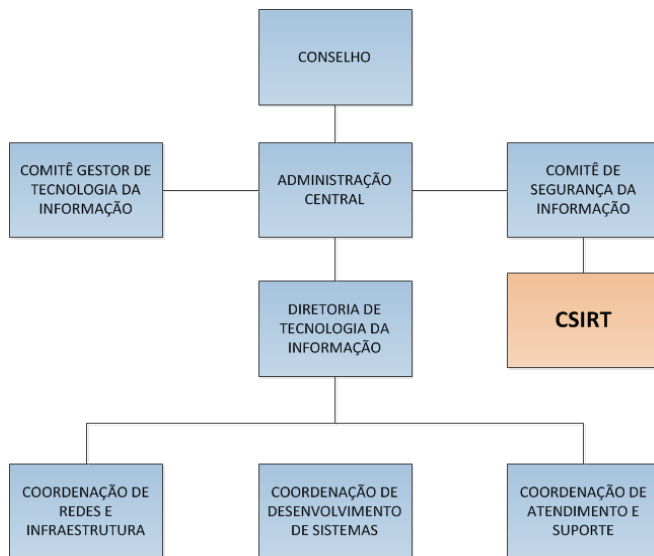 CONSELHO
COMITÊ GESTOR DE
TECNOLOGIA DA
INFORMAÇÃO
ADMINISTRAÇÃO
CENTRAL
COMITÊ DE
SEGURANÇA DA
INFORMAÇÃO
DIRETORIA DE
TECNOLOGIA DA
INFORMAÇÃO
CSIRT
COORDENAÇÃO DE
REDES E
INFRAESTRUTURA
COORDENAÇÃO DE
DESENVOLVIMENTO
DE SISTEMAS
COORDENAÇÃO DE
ATENDIMENTO E
SUPORTE